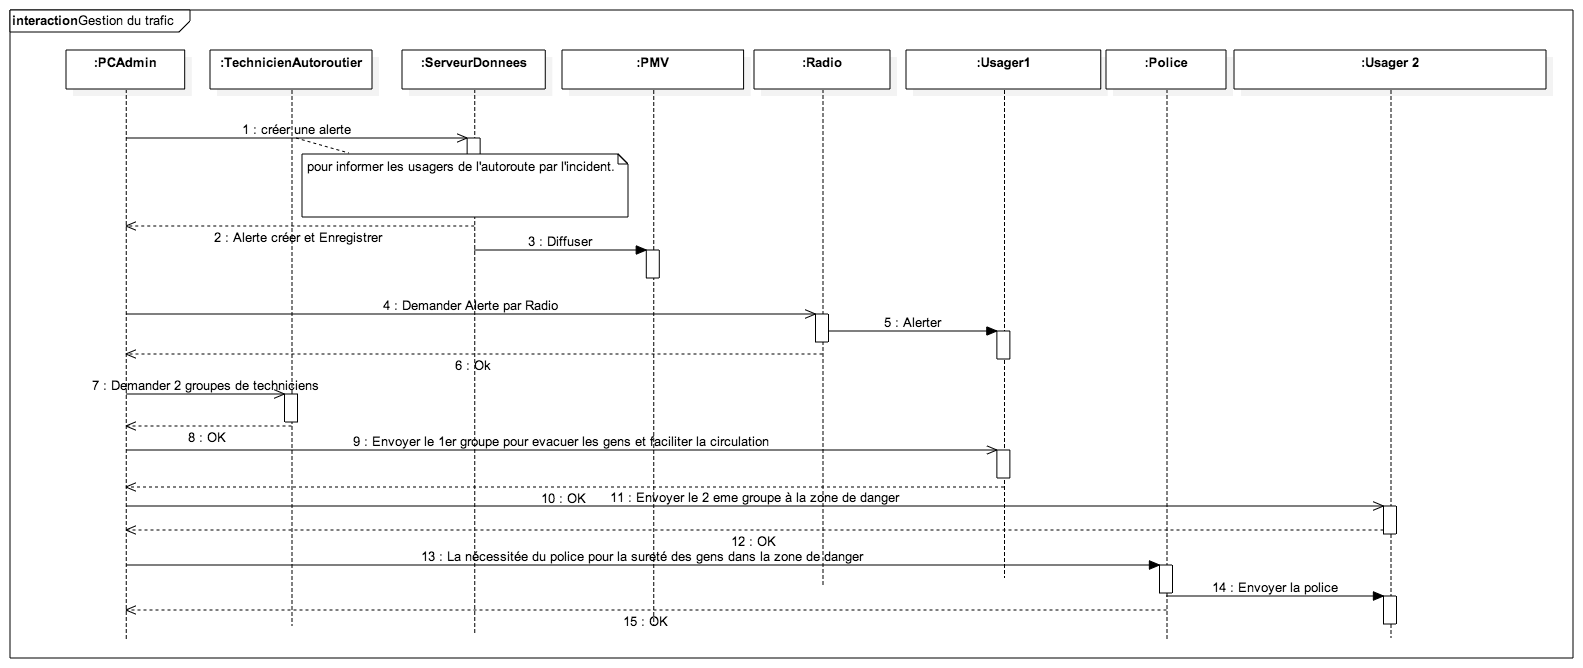 interactionGestion du trafic
:PCAdmin
:TechnicienAutoroutier
:ServeurDonnees
:PMV
:Radio
:Usager1
:Police
:Usager 2
1 : créer une alerte
pour informer les usagers de l'autoroute par l'incident.
2 : Alerte créer et Enregistrer
3 : Diffuser
4 : Demander Alerte par Radio
5 : Alerter
6 : Ok
7 : Demander 2 groupes de techniciens
8 : OK
9 : Envoyer le 1er groupe pour evacuer les gens et faciliter la circulation
10 : OK
11 : Envoyer le 2 eme groupe à la zone de danger
12 : OK
13 : La nécessitée du police pour la sureté des gens dans la zone de danger
14 : Envoyer la police
15 : OK